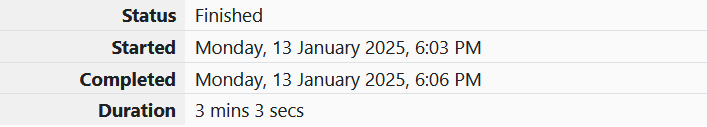 Status Finished
Started Monday, 13 January 2025, 6:03 PM
Completed Monday, 13 January 2025, 6:06 PM
Duration 3 mins 3 secs